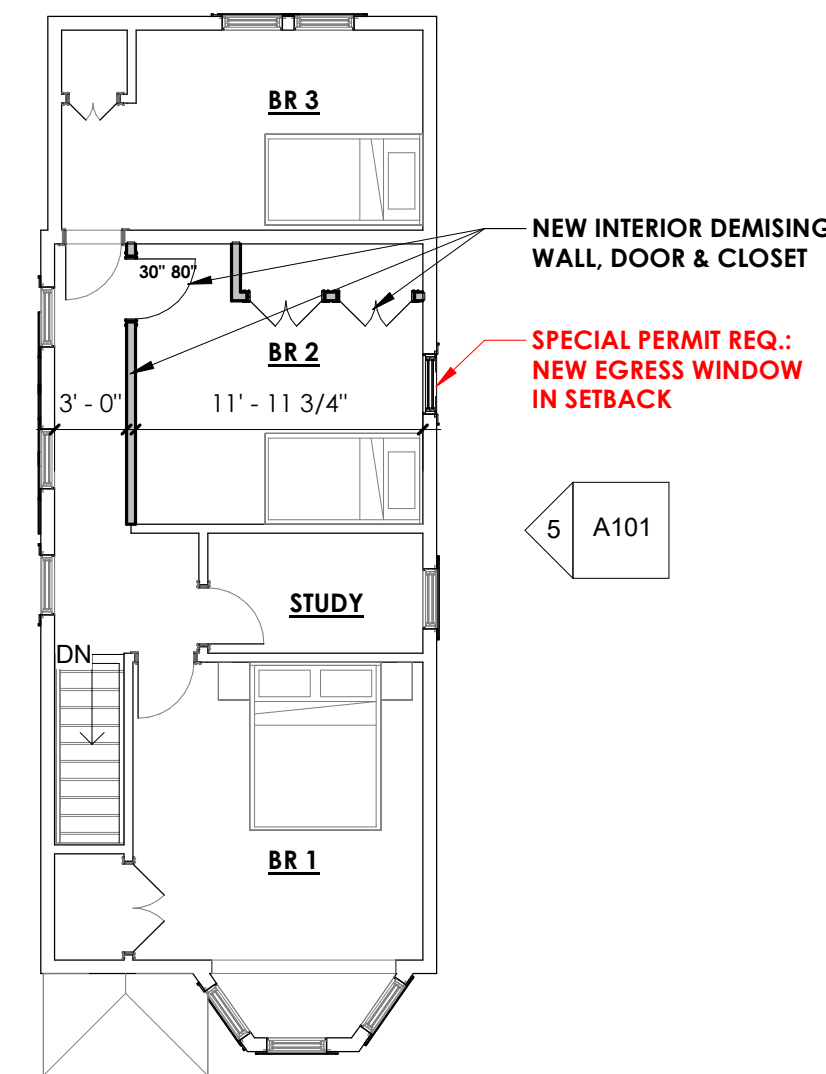 BR 3
NEW INTERIOR DEMISING
WALL, DOOR & CLOSET
30" 80"
BR 2
SPECIAL PERMIT REQ.:
NEW EGRESS WINDOW
IN SETBACK
3' - 0"
11' - 11 3/4"
5
A101
STUDY
DN
BR 1